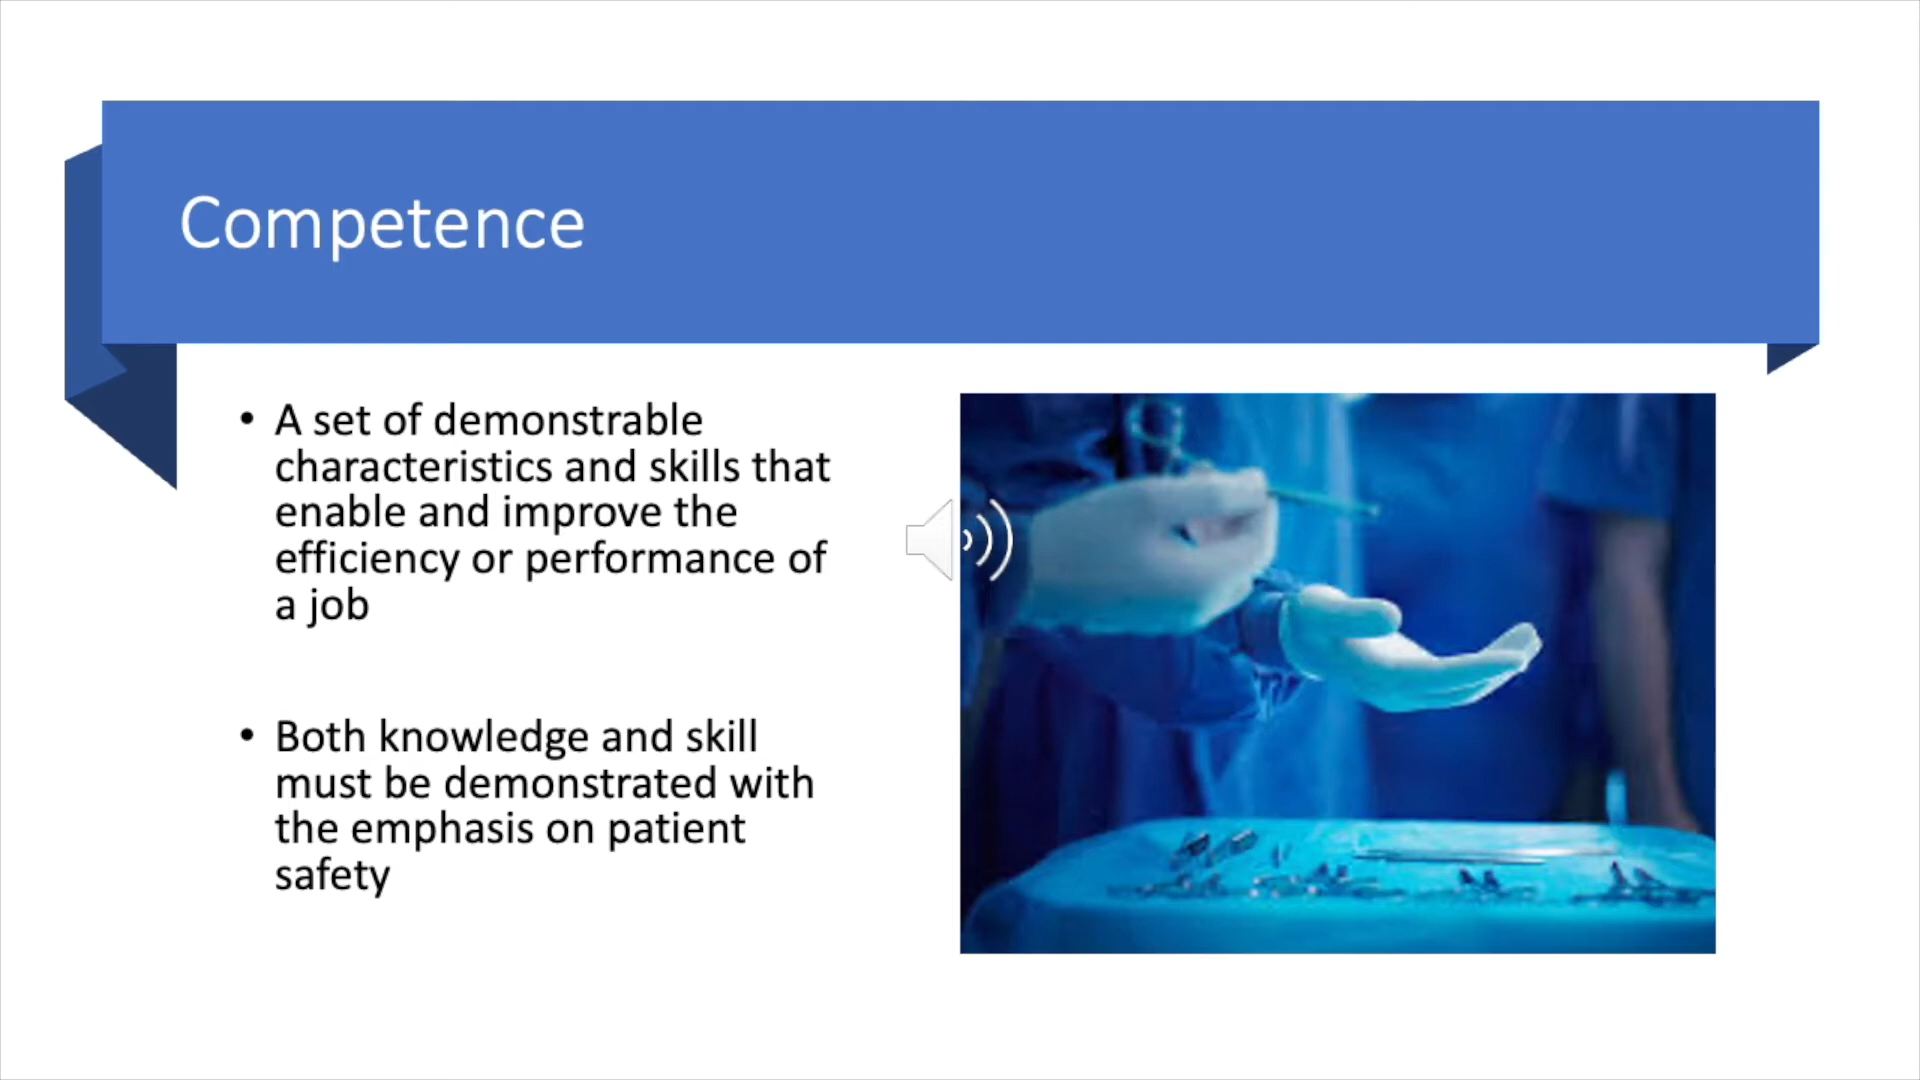 Competence
• A set of demonstrable
characteristics and skills that
enable and improve the
efficiency or performance of
a job
• Both knowledge and skill
must be demonstrated with
the emphasis on patient
safety